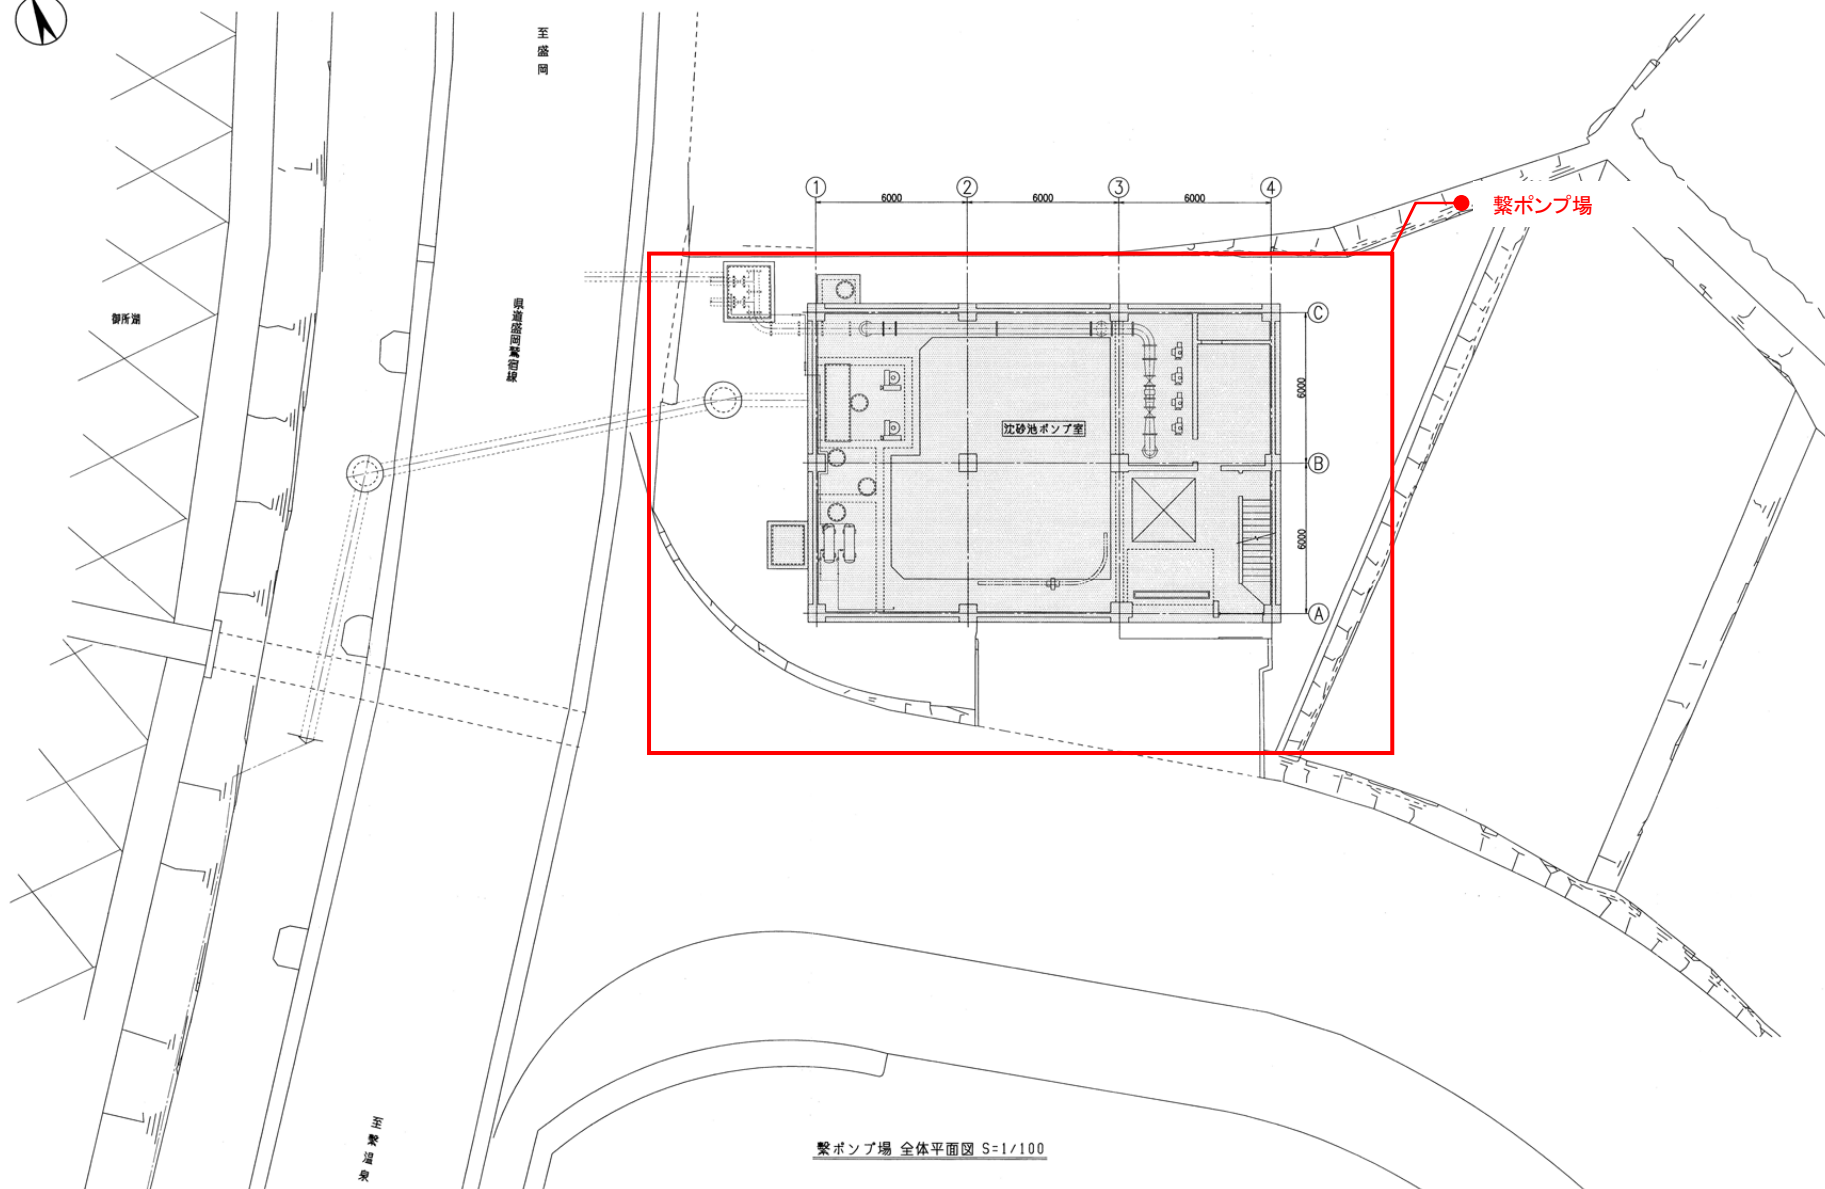 至盛岡
① ② ③ ④
6000 6000 6000
繋ポンプ場
御所湖
県道盛岡鶯宿線
沈砂池ポンプ室
Ⓒ
6000
Ⓑ
6000
Ⓐ
至繋温泉
繋ポンプ場 全体平面図 S=1/100